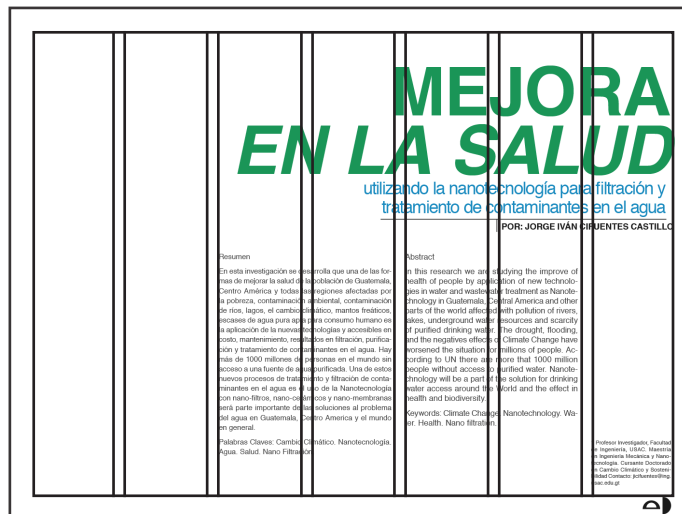 MEJORA
EN LA SALUD
utilizando la nanotecnología para filtración y
tratamiento de contaminantes en el agua
POR: JORGE IVÁN CIFUENTES CASTILLO
Resumen
En esta investigación se desarrolla que una de las for-
mas de mejorar la salud de la población de Guatemala,
Centro América y todas las regiones afectadas por
la pobreza, contaminación ambiental, contaminación
de ríos, lagos, el cambio climático, mantos freáticos,
escases de agua pura apta para consumo humano es
la aplicación de la nuevas tecnologías y accesibles en
costo, mantenimiento, resultados en filtración, purifica-
ción y tratamiento de contaminantes en el agua. Hay
más de 1000 millones de personas en el mundo sin
acceso a una fuente de agua purificada. Una de estos
nuevos procesos de tratamiento y filtración de conta-
minantes en el agua es el uso de la Nanotecnología
con nano-filtros, nano-cerámicos y nano-membranas
será parte importante de las soluciones al problema
del agua en Guatemala, Centro America y el mundo
en general.
Palabras Claves: Cambio Climático. Nanotecnología.
Agua. Salud. Nano Filtración
Abstract
In this research we are studying the improve of
health of people by application of new technolo-
gies in water and wastewater treatment as Nanote-
chnology in Guatemala, Central America and other
parts of the world affected with pollution of rivers,
lakes, underground water resources and scarcity
of purified drinking water. The drought, flooding,
and the negatives effects of Climate Change have
worsened the situation for millions of people. Ac-
cording to UN there are more that 1000 million
people without access to purified water. Nanote-
chnology will be a part of the solution for drinking
water access around the World and the effect in
health and biodiversity.
Keywords: Climate Change. Nanotechnology. Wa-
ter. Health. Nano filtration.
Profesor Investigador, Facultad
de Ingeniería, USAC. Maestría
en Ingeniería Mecánica y Nano-
tecnología. Cursante Doctorado
en Cambio Climático y Sosteni-
bilidad Contacto: jicifuentes@ing.
usac.edu.gt